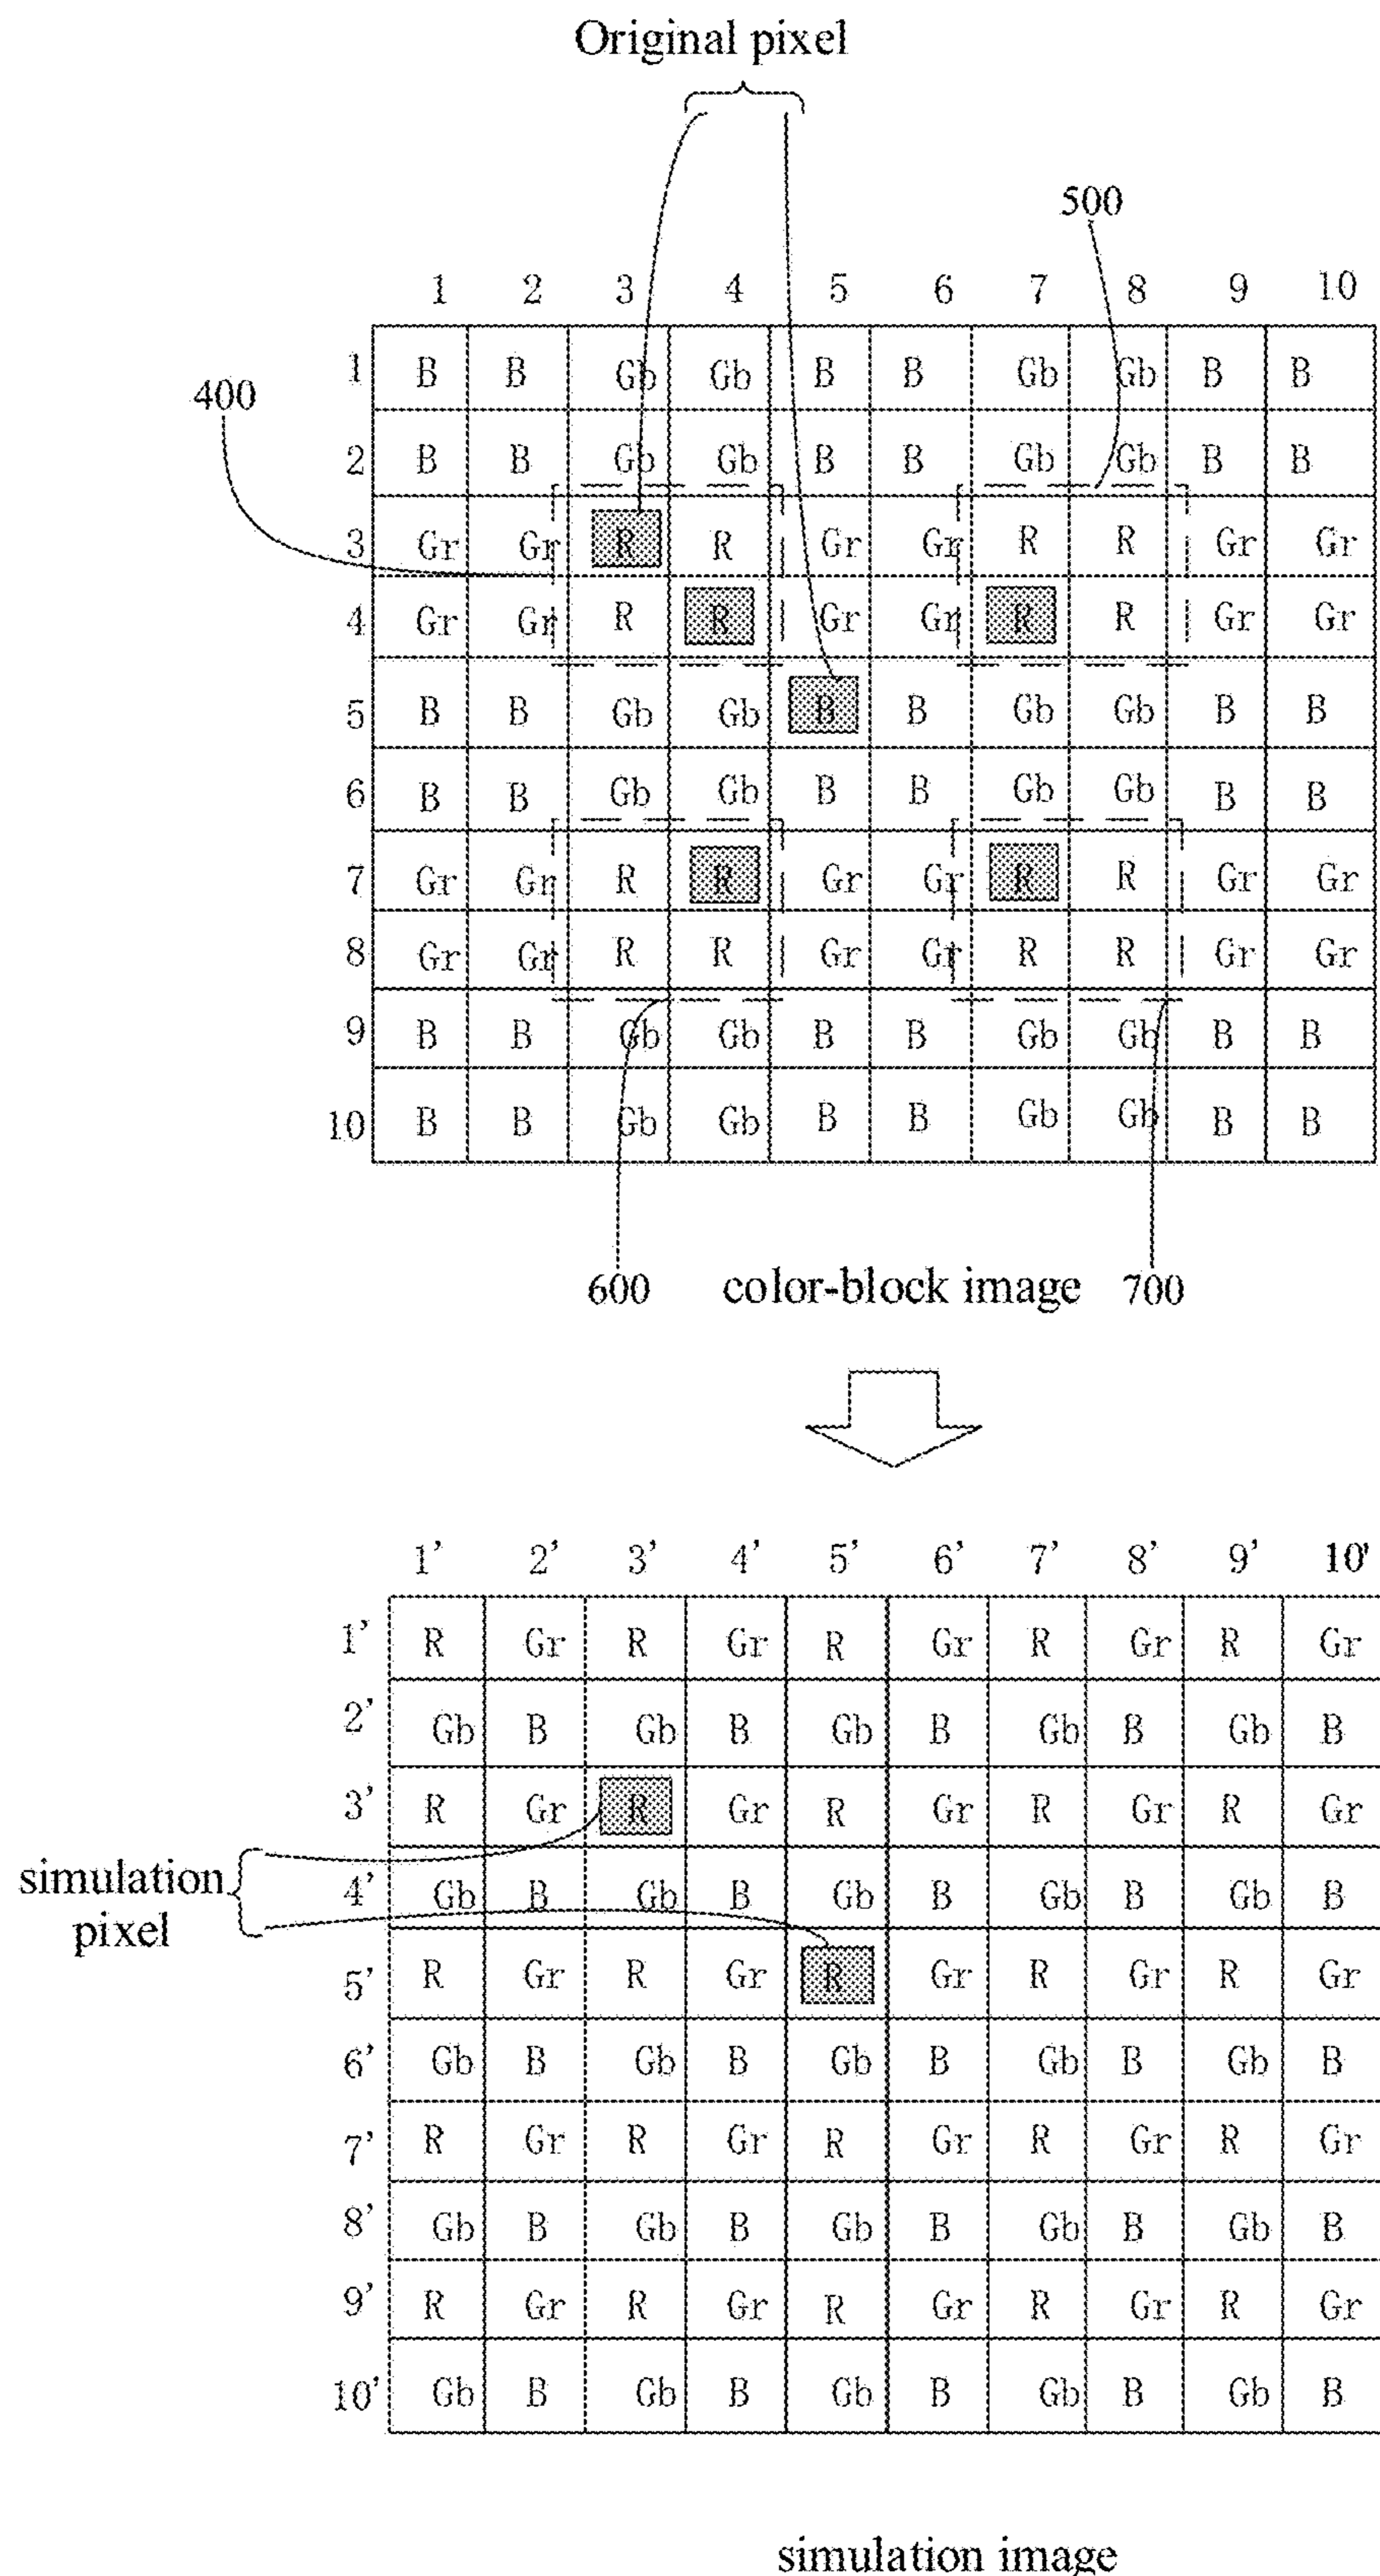 Original pixel
500
1 2 3 4 5 6 7 8 9 10
400
1 B B Gb Gb B B Gb Gb B B
2 B B Gb Gb B B Gb Gb B B
3 Gr Gr R R Gr Gr R R Gr Gr
4 Gr Gr R R Gr Gr R R Gr Gr
5 B B Gb Gb B B Gb Gb B B
6 B B Gb Gb B B Gb Gb B B
7 Gr Gr R R Gr Gr R R Gr Gr
8 Gr Gr R R Gr Gr R R Gr Gr
9 B B Gb Gb B B Gb Gb B B
10 B B Gb Gb B B Gb Gb B B
600 color-block image 700
1' 2' 3' 4' 5' 6' 7' 8' 9' 10'
1' R Gr R Gr R Gr R Gr R Gr
2' Gb B Gb B Gb B Gb B Gb B
3' R Gr R Gr R Gr R Gr R Gr
simulation
pixel
4' Gb B Gb B Gb B Gb B Gb B
5' R Gr R Gr R Gr R Gr R Gr
6' Gb B Gb B Gb B Gb B Gb B
7' R Gr R Gr R Gr R Gr R Gr
8' Gb B Gb B Gb B Gb B Gb B
9' R Gr R Gr R Gr R Gr R Gr
10' Gb B Gb B Gb B Gb B Gb B
simulation image